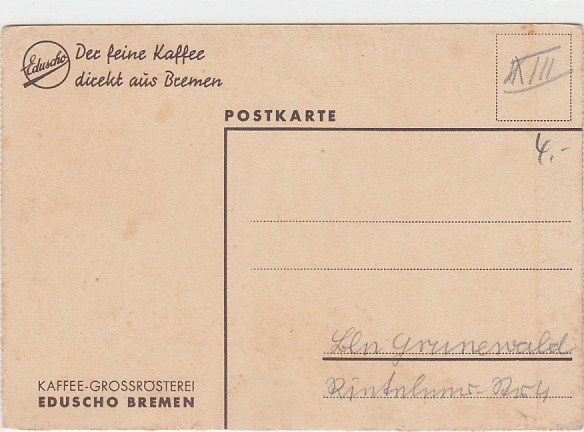 Eduscho
Der feine Kaffee
direkt aus Bremen
POSTKARTE
4.-
Bln Grunewald
KAFFEE-GROSSRÖSTEREI
EDUSCHO BREMEN